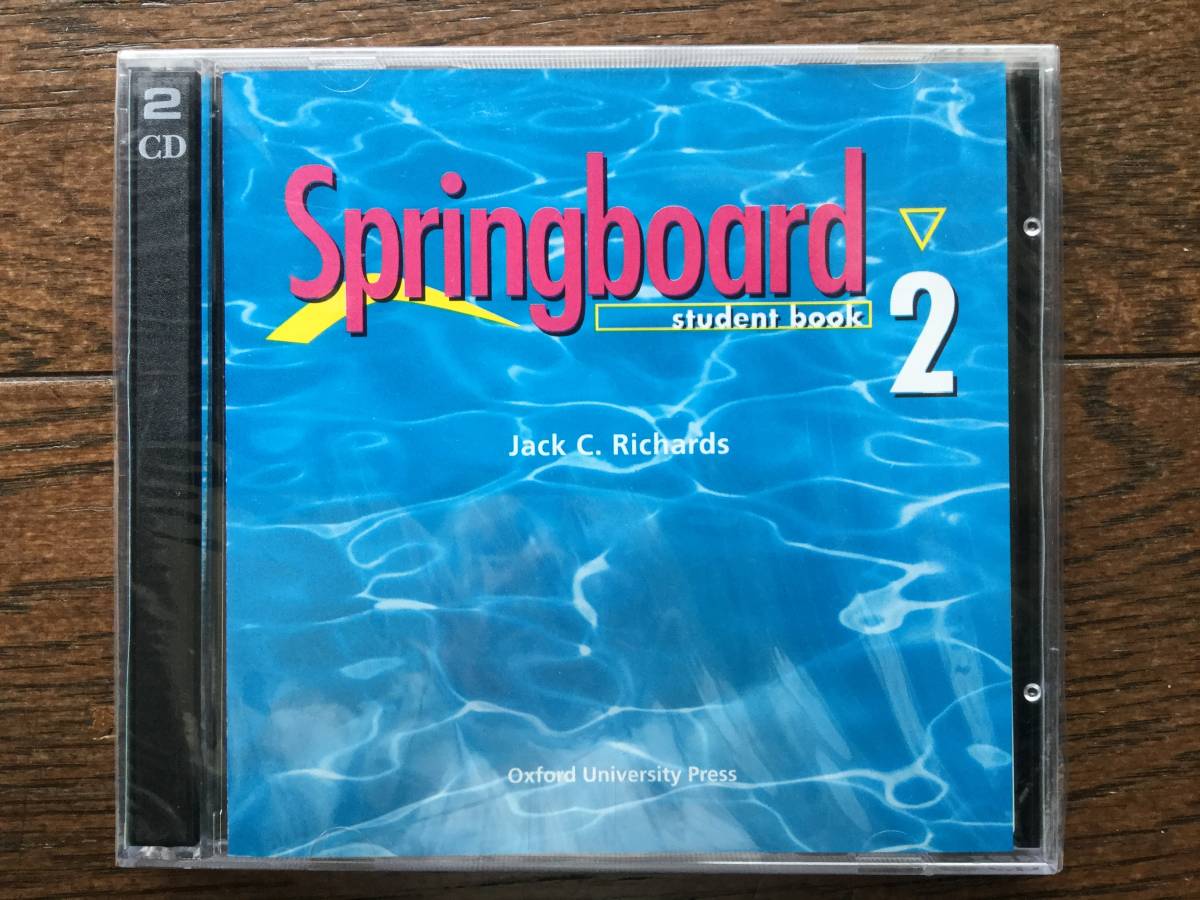 2
CD
Springboard
student book
2
Jack C. Richards
Oxford University Press